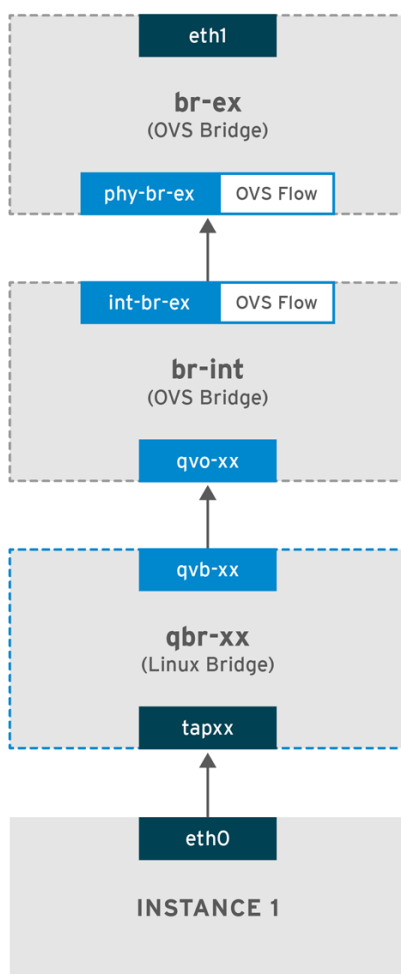 eth1
br-ex
(OVS Bridge)
phy-br-ex OVS Flow
int-br-ex OVS Flow
br-int
(OVS Bridge)
qvo-xx
qvb-xx
qbr-xx
(Linux Bridge)
tapxx
eth0
INSTANCE 1